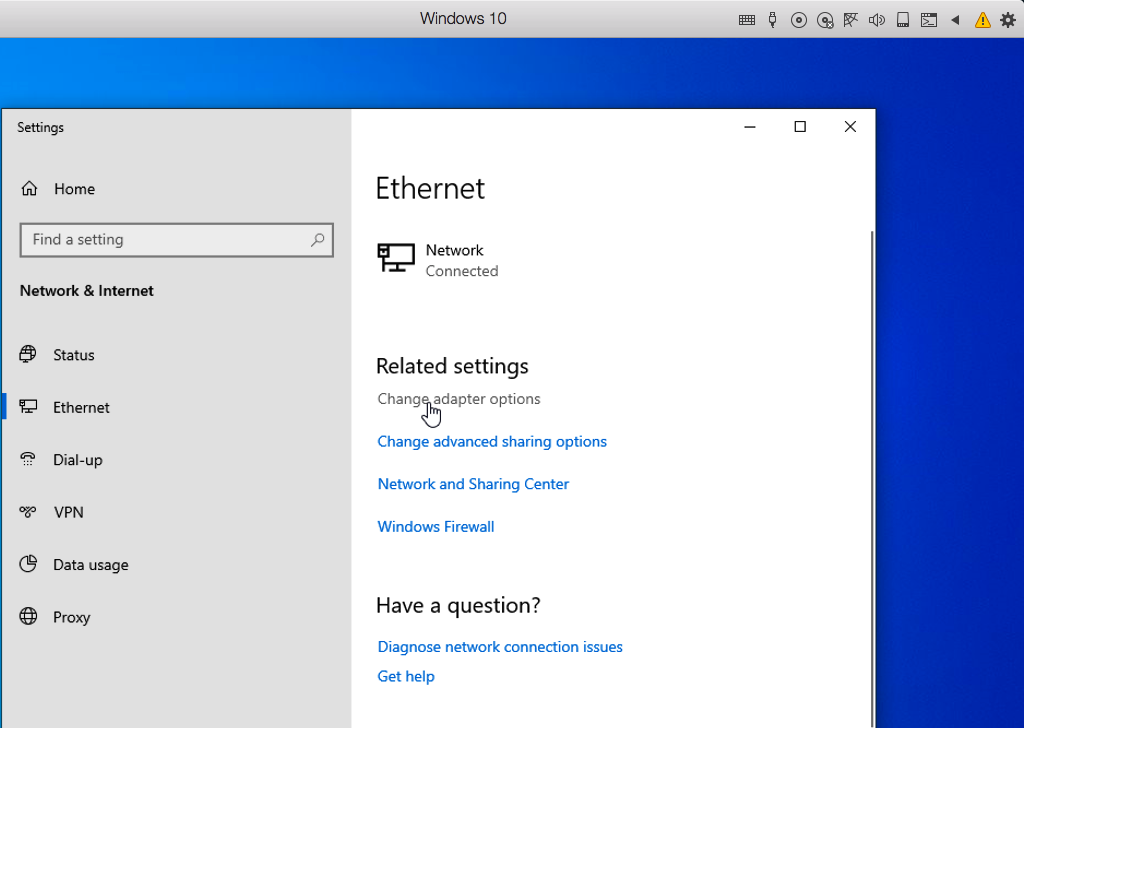 Windows 10
Settings
Home
Find a setting
Network & Internet
Status
Ethernet
Dial-up
VPN
Data usage
Proxy
Ethernet
Network
Connected
Related settings
Change adapter options
Change advanced sharing options
Network and Sharing Center
Windows Firewall
Have a question?
Diagnose network connection issues
Get help